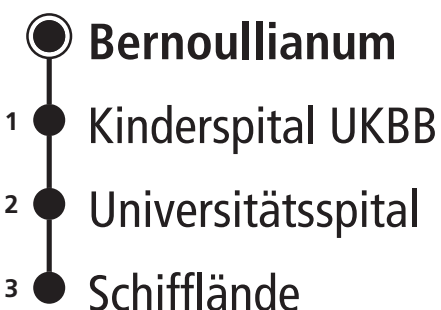 Bernoullianum
1 Kinderspital UKBB
2 Universitätsspital
3 Schifflände